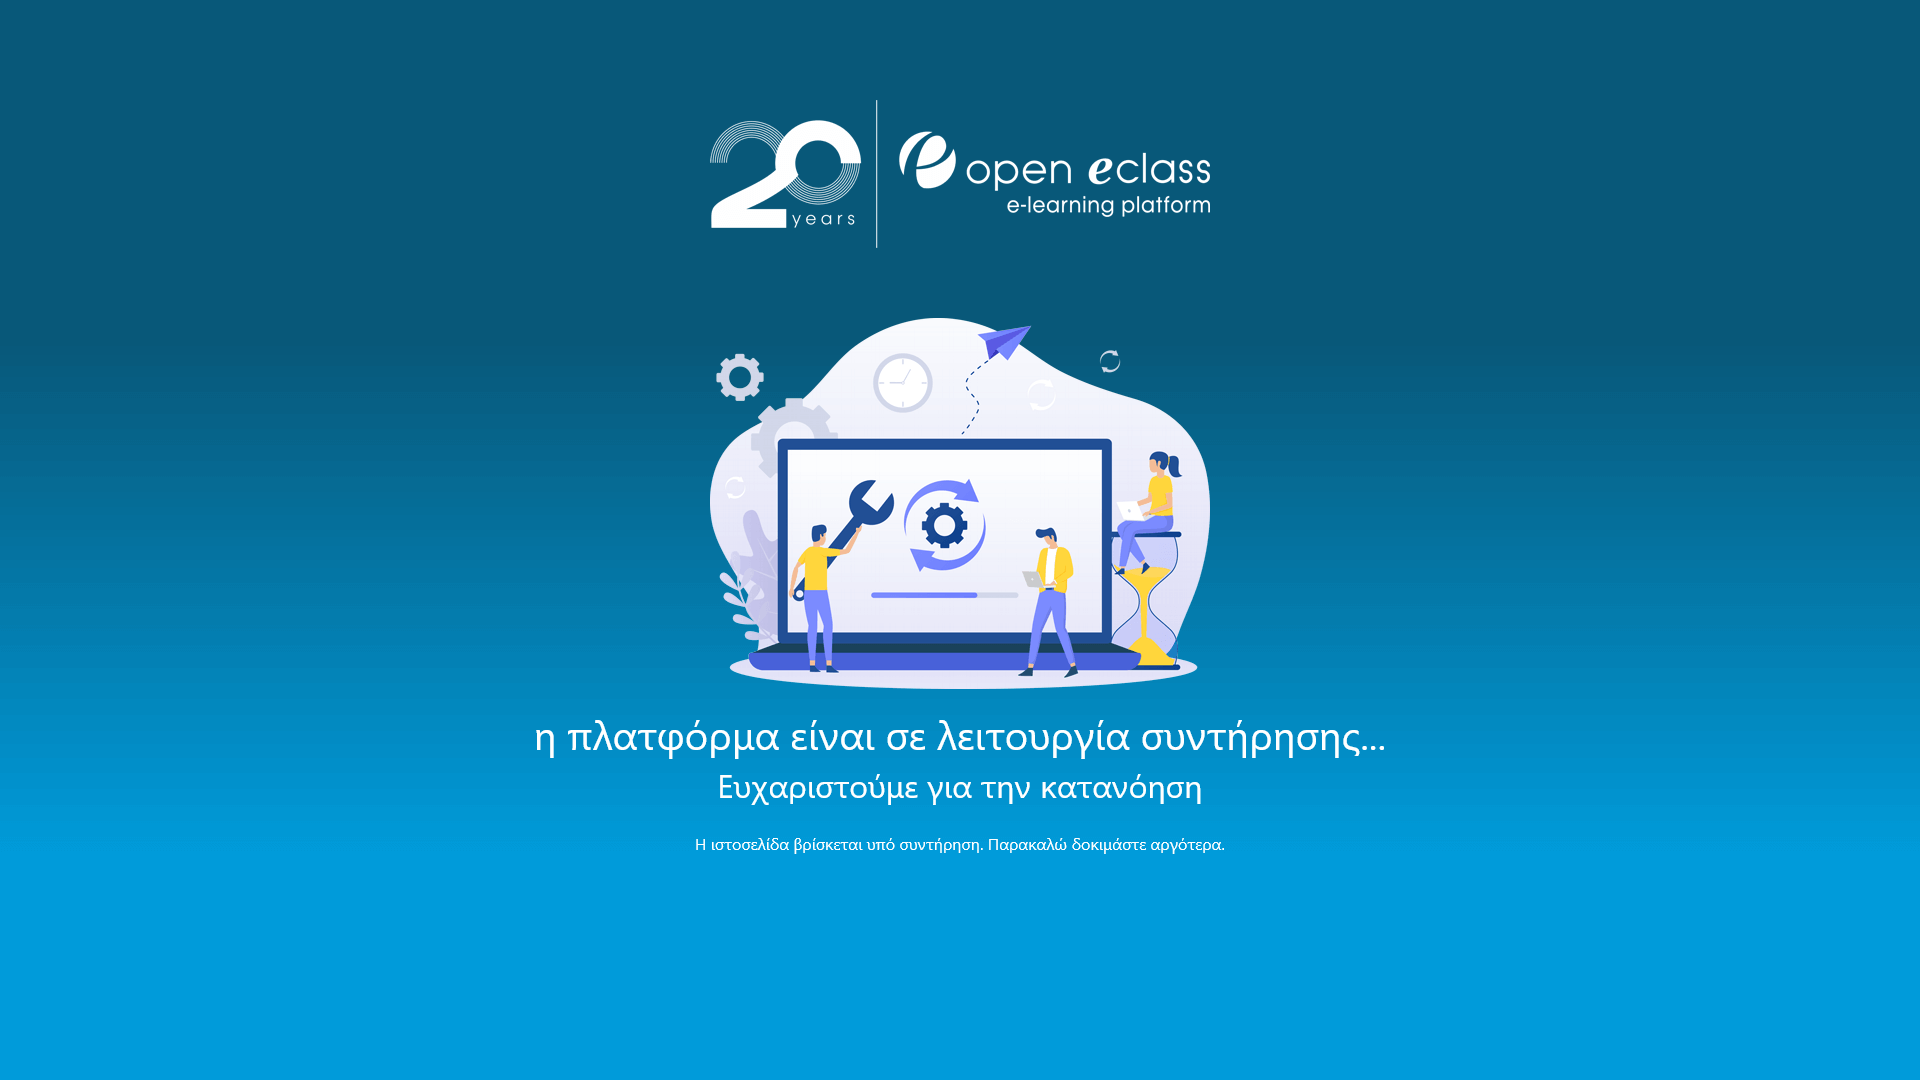 20 years
open eclass
e-learning platform
η πλατφόρμα είναι σε λειτουργία συντήρησης...
Ευχαριστούμε για την κατανόηση
Η ιστοσελίδα βρίσκεται υπό συντήρηση. Παρακαλώ δοκιμάστε αργότερα.